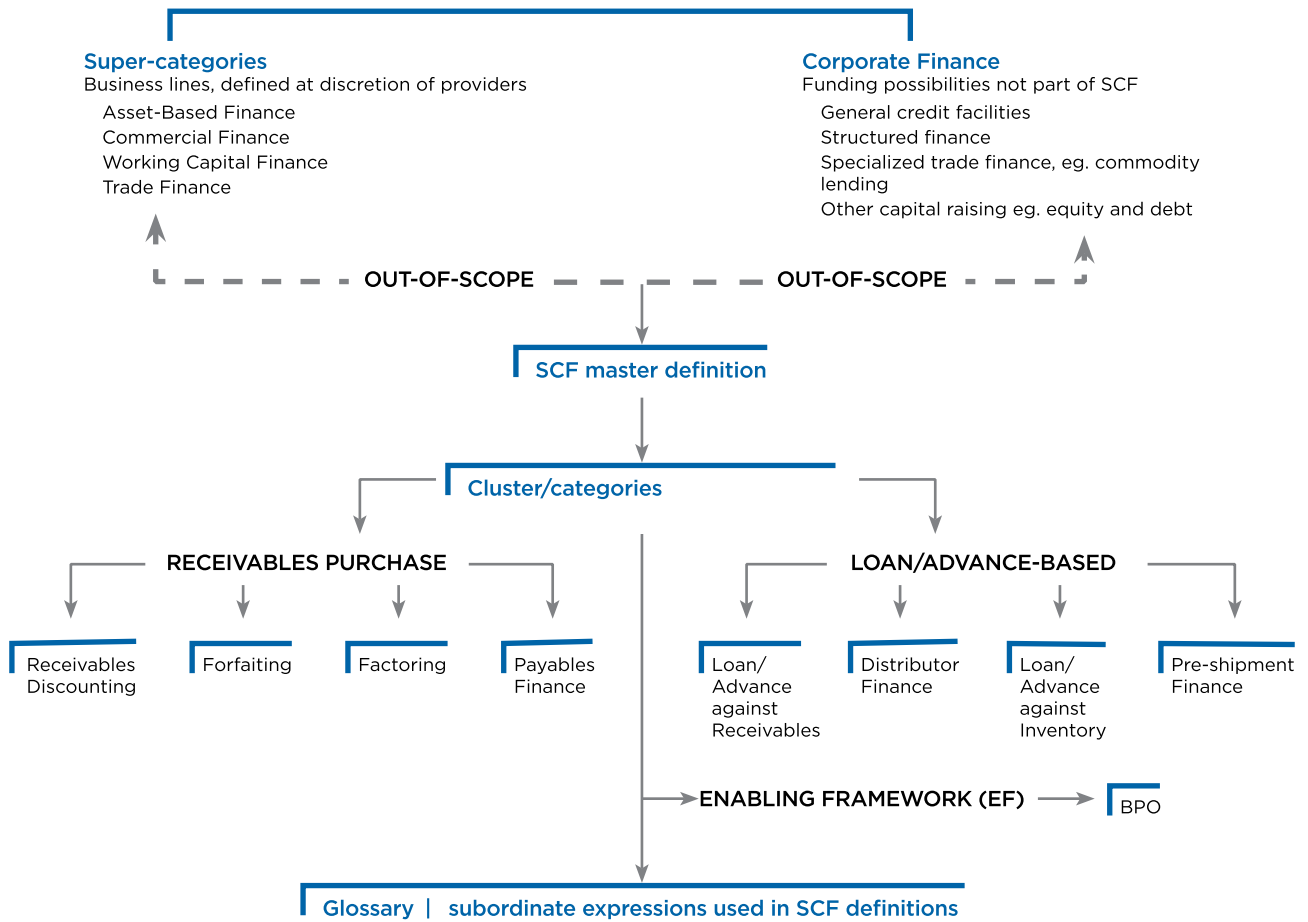 Super-categories
Business lines, defined at discretion of providers
Asset-Based Finance
Commercial Finance
Working Capital Finance
Trade Finance
Corporate Finance
Funding possibilities not part of SCF
General credit facilities
Structured finance
Specialized trade finance, eg. commodity
lending
Other capital raising eg. equity and debt
OUT-OF-SCOPE
OUT-OF-SCOPE
SCF master definition
Cluster/categories
RECEIVABLES PURCHASE
LOAN/ADVANCE-BASED
Receivables
Discounting
Forfaiting
Factoring
Payables
Finance
Loan/
Advance
against
Receivables
Distributor
Finance
Loan/
Advance
against
Inventory
Pre-shipment
Finance
ENABLING FRAMEWORK (EF)
BPO
Glossary | subordinate expressions used in SCF definitions